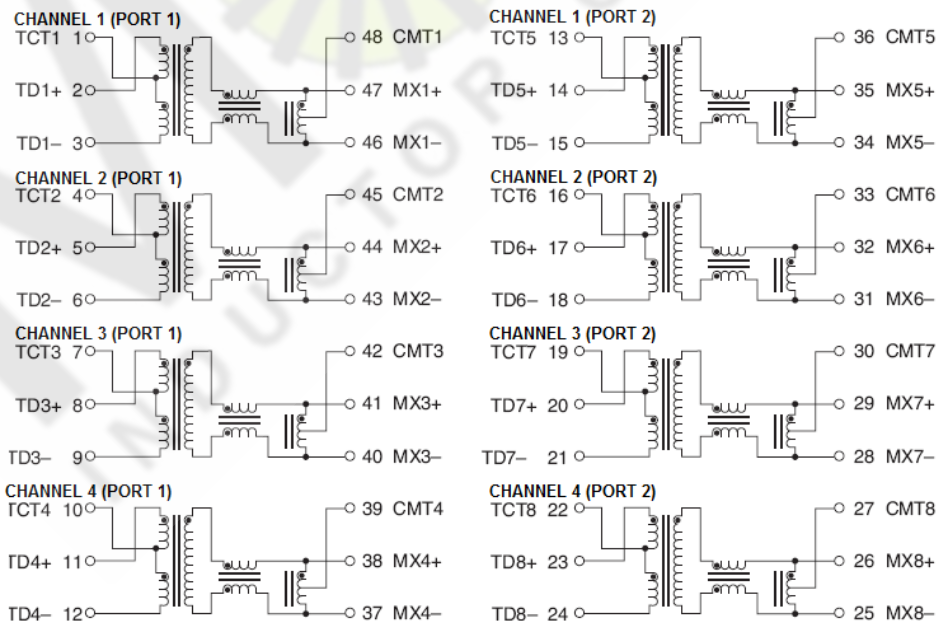 CHANNEL 1 (PORT 1)
TCT1 1 48 CMT1
TD1+ 2 47 MX1+
TD1– 3 46 MX1–
CHANNEL 2 (PORT 1)
TCT2 4 45 CMT2
TD2+ 5 44 MX2+
TD2– 6 43 MX2–
CHANNEL 3 (PORT 1)
TCT3 7 42 CMT3
TD3+ 8 41 MX3+
TD3– 9 40 MX3–
CHANNEL 4 (PORT 1)
TCT4 10 39 CMT4
TD4+ 11 38 MX4+
TD4– 12 37 MX4–
CHANNEL 1 (PORT 2)
TCT5 13 36 CMT5
TD5+ 14 35 MX5+
TD5– 15 34 MX5–
CHANNEL 2 (PORT 2)
TCT6 16 33 CMT6
TD6+ 17 32 MX6+
TD6– 18 31 MX6–
CHANNEL 3 (PORT 2)
TCT7 19 30 CMT7
TD7+ 20 29 MX7+
TD7– 21 28 MX7–
CHANNEL 4 (PORT 2)
TCT8 22 27 CMT8
TD8+ 23 26 MX8+
TD8– 24 25 MX8–
INDUCTOR